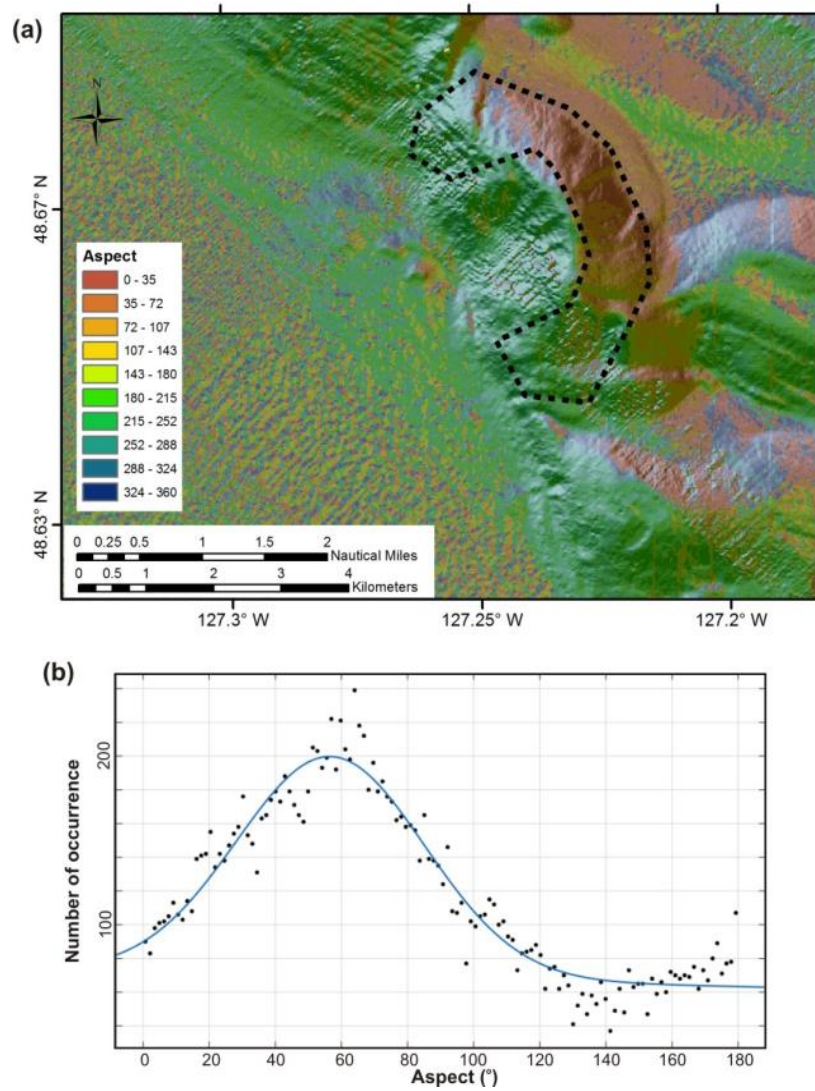 (a)
N
48.67° N
48.63° N
Aspect
0 - 35
35 - 72
72 - 107
107 - 143
143 - 180
180 - 215
215 - 252
252 - 288
288 - 324
324 - 360
0 0.25 0.5 1 1.5 2
Nautical Miles
0 0.5 1 2 3 4
Kilometers
127.3° W 127.25° W 127.2° W
(b)
Number of occurrence
200
100
0 20 40 60 80 100 120 140 160 180
Aspect (°)